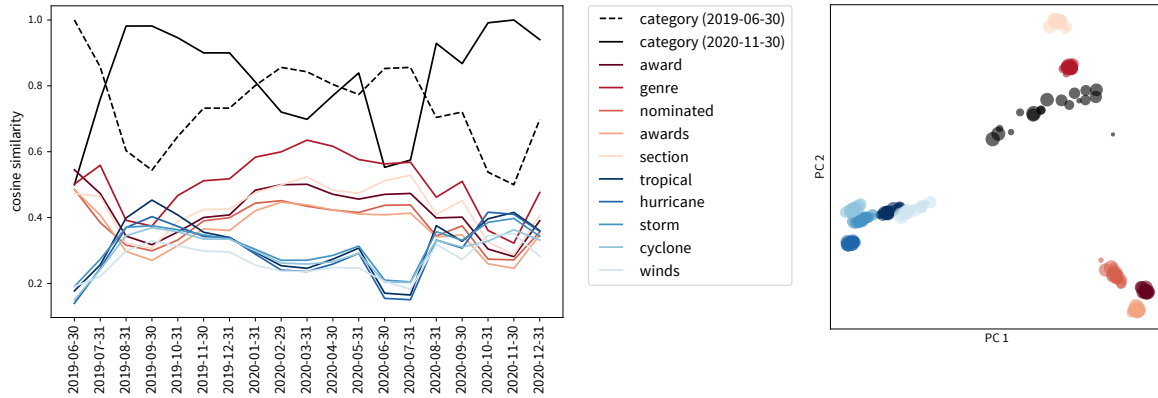 cosine similarity
1.0
0.8
0.6
0.4
0.2
2019-06-30
2019-07-31
2019-08-31
2019-09-30
2019-10-31
2019-11-30
2019-12-31
2020-01-31
2020-02-29
2020-03-31
2020-04-30
2020-05-31
2020-06-30
2020-07-31
2020-08-31
2020-09-30
2020-10-31
2020-11-30
2020-12-31
category (2019-06-30)
category (2020-11-30)
award
genre
nominated
awards
section
tropical
hurricane
storm
cyclone
winds
PC 2
PC 1